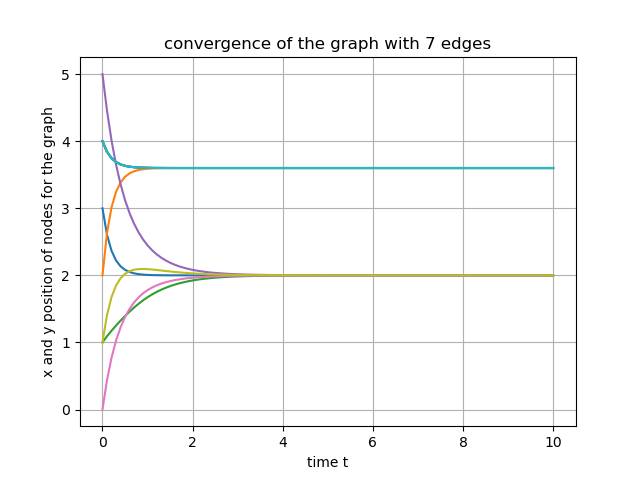 convergence of the graph with 7 edges
x and y position of nodes for the graph
5
4
3
2
1
0
0 2 4 6 8 10
time t